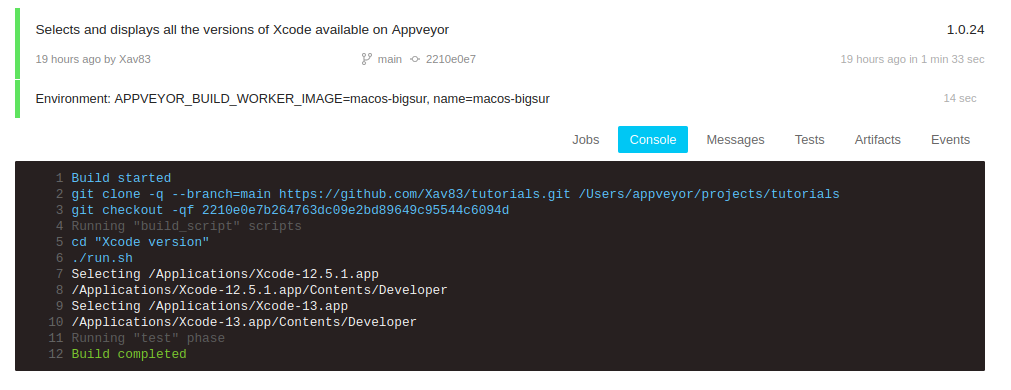 Selects and displays all the versions of Xcode available on Appveyor 1.0.24
19 hours ago by Xav83 main 2210e0e7 19 hours ago in 1 min 33 sec
Environment: APPVEYOR_BUILD_WORKER_IMAGE=macos-bigsur, name=macos-bigsur 14 sec
Jobs Console Messages Tests Artifacts Events
1 Build started
2 git clone -q --branch=main https://github.com/Xav83/tutorials.git /Users/appveyor/projects/tutorials
3 git checkout -qf 2210e0e7b264763dc09e2bd89649c95544c6094d
4 Running "build_script" scripts
5 cd "Xcode version"
6 ./run.sh
7 Selecting /Applications/Xcode-12.5.1.app
8 /Applications/Xcode-12.5.1.app/Contents/Developer
9 Selecting /Applications/Xcode-13.app
10 /Applications/Xcode-13.app/Contents/Developer
11 Running "test" phase
12 Build completed